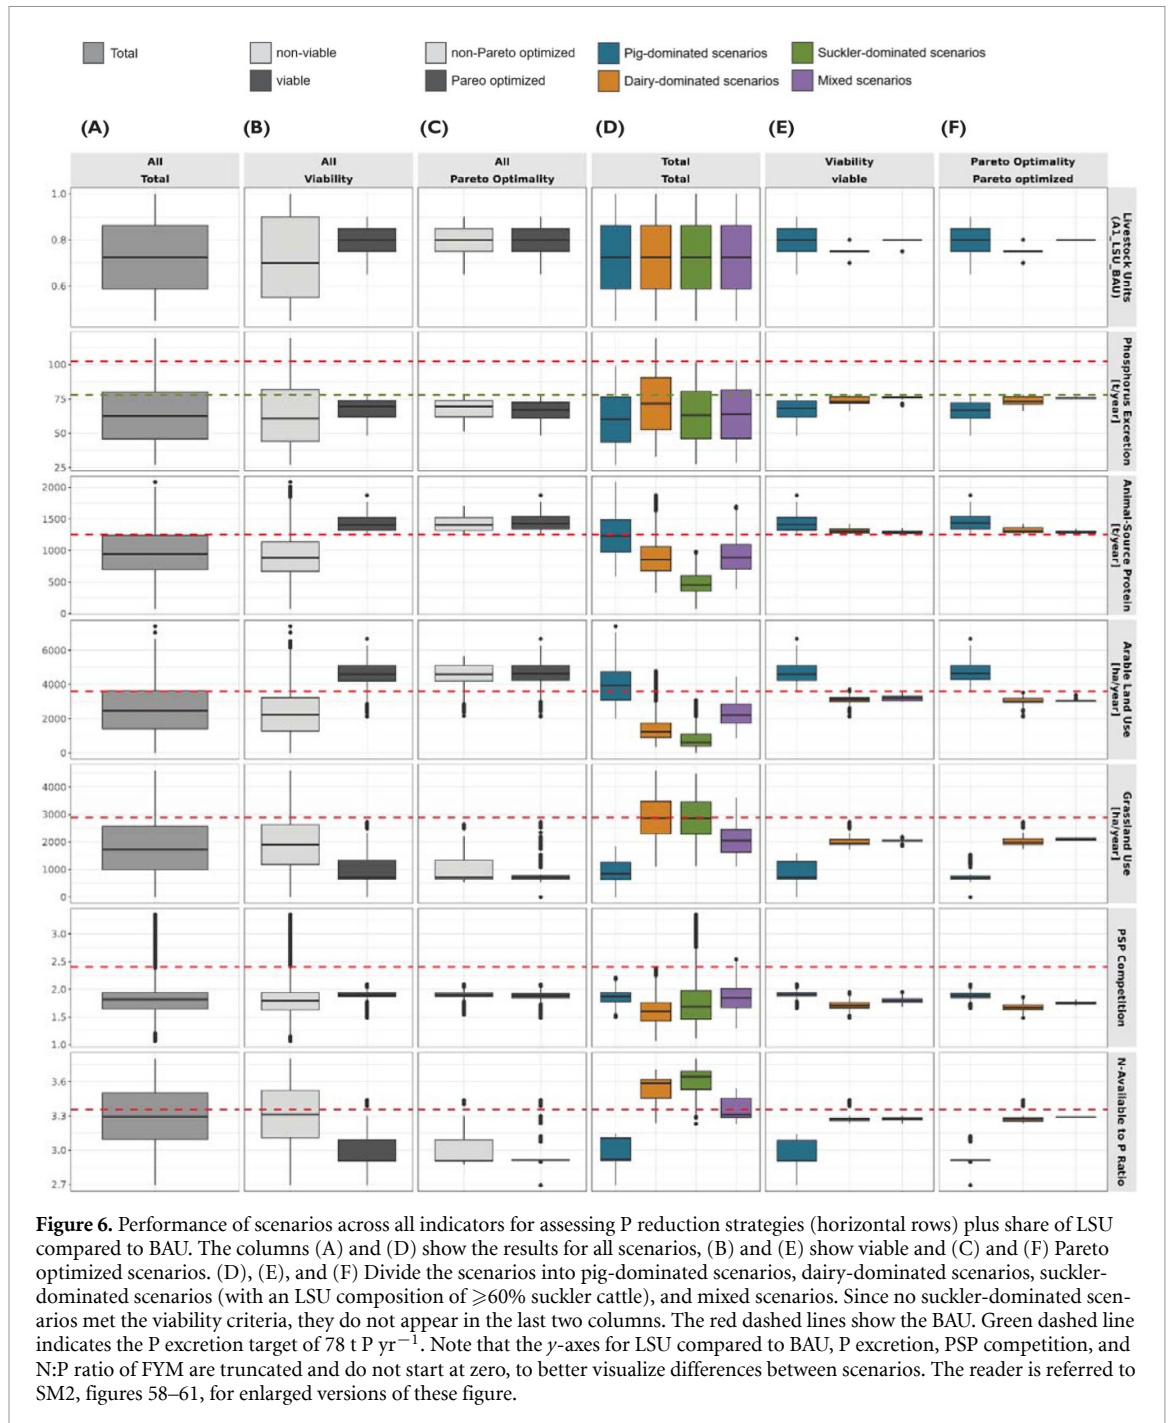 Total
non-viable
viable
non-Pareto optimized
Pareo optimized
Pig-dominated scenarios
Dairy-dominated scenarios
Suckler-dominated scenarios
Mixed scenarios
(A) (B) (C) (D) (E) (F)
All All All Total Viability Pareto Optimality
Total Viability Pareto Optimality Total viable Pareto optimized
1.0
0.8
0.6
Livestock Units
(A1_LSU_BAU)
100
75
50
25
Phosphorus Excretion
[t/year]
2000
1500
1000
500
0
Animal-Source Protein
[t/year]
6000
4000
2000
0
Arable Land Use
[ha/year]
4000
3000
2000
1000
0
Grassland Use
[ha/year]
3.0
2.5
2.0
1.5
1.0
PSP Competition
3.6
3.3
3.0
2.7
N-Available to P Ratio
Figure 6. Performance of scenarios across all indicators for assessing P reduction strategies (horizontal rows) plus share of LSU
compared to BAU. The columns (A) and (D) show the results for all scenarios, (B) and (E) show viable and (C) and (F) Pareto
optimized scenarios. (D), (E), and (F) Divide the scenarios into pig-dominated scenarios, dairy-dominated scenarios, suckler-
dominated scenarios (with an LSU composition of ⩾60% suckler cattle), and mixed scenarios. Since no suckler-dominated scen-
arios met the viability criteria, they do not appear in the last two columns. The red dashed lines show the BAU. Green dashed line
indicates the P excretion target of 78 t P yr⁻¹. Note that the y-axes for LSU compared to BAU, P excretion, PSP competition, and
N:P ratio of FYM are truncated and do not start at zero, to better visualize differences between scenarios. The reader is referred to
SM2, figures 58–61, for enlarged versions of these figure.